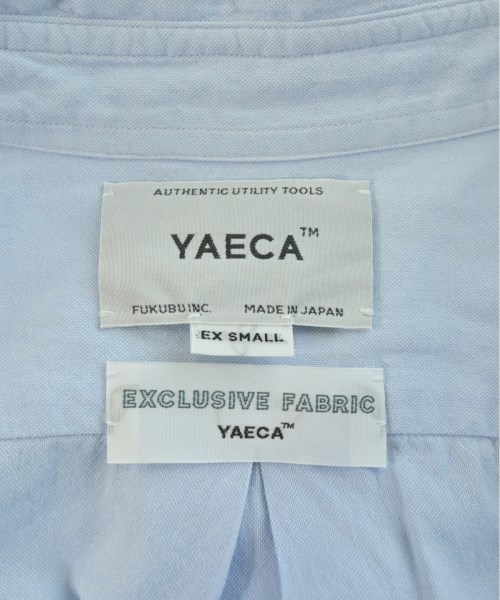 AUTHENTIC UTILITY TOOLS
YAECA™
FUKUBU INC. MADE IN JAPAN
EX SMALL
EXCLUSIVE FABRIC
YAECA™